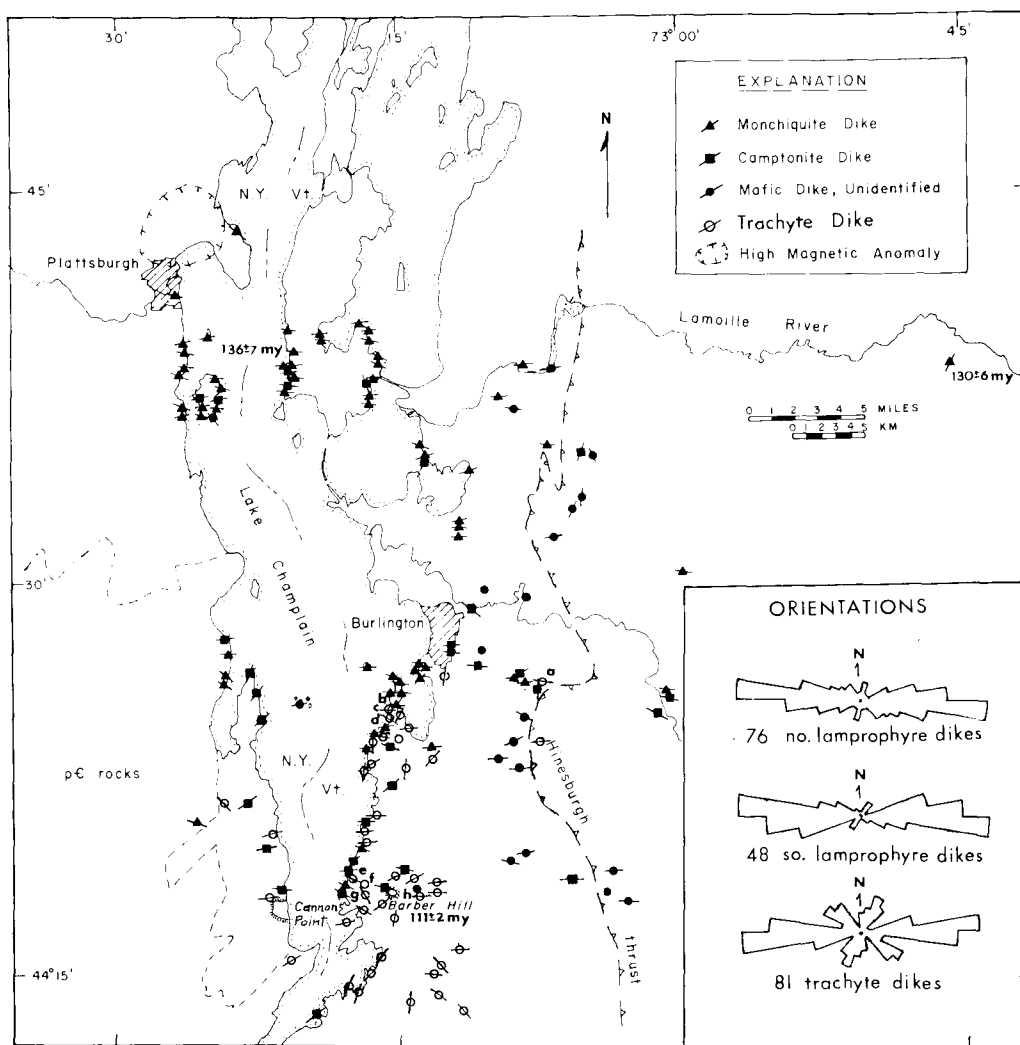 30'
15'
73° 00'
45'
EXPLANATION
Monchiquite Dike
Camptonite Dike
Mafic Dike, Unidentified
Trachyte Dike
High Magnetic Anomaly
N
45'
N.Y. Vt.
Plattsburgh
Lamoille River
136±7 my
130±6 my
0 1 2 3 4 5 MILES
0 1 2 3 4 5 KM
Lake Champlain
30'
Burlington
ORIENTATIONS
N
76 no. lamprophyre dikes
N
48 so. lamprophyre dikes
N
81 trachyte dikes
a
b
c
d
Hinesburgh thrust
N.Y.
Vt.
p€ rocks
e
f
g
h
Cannons Point
Barber Hill
111±2 my
44° 15'